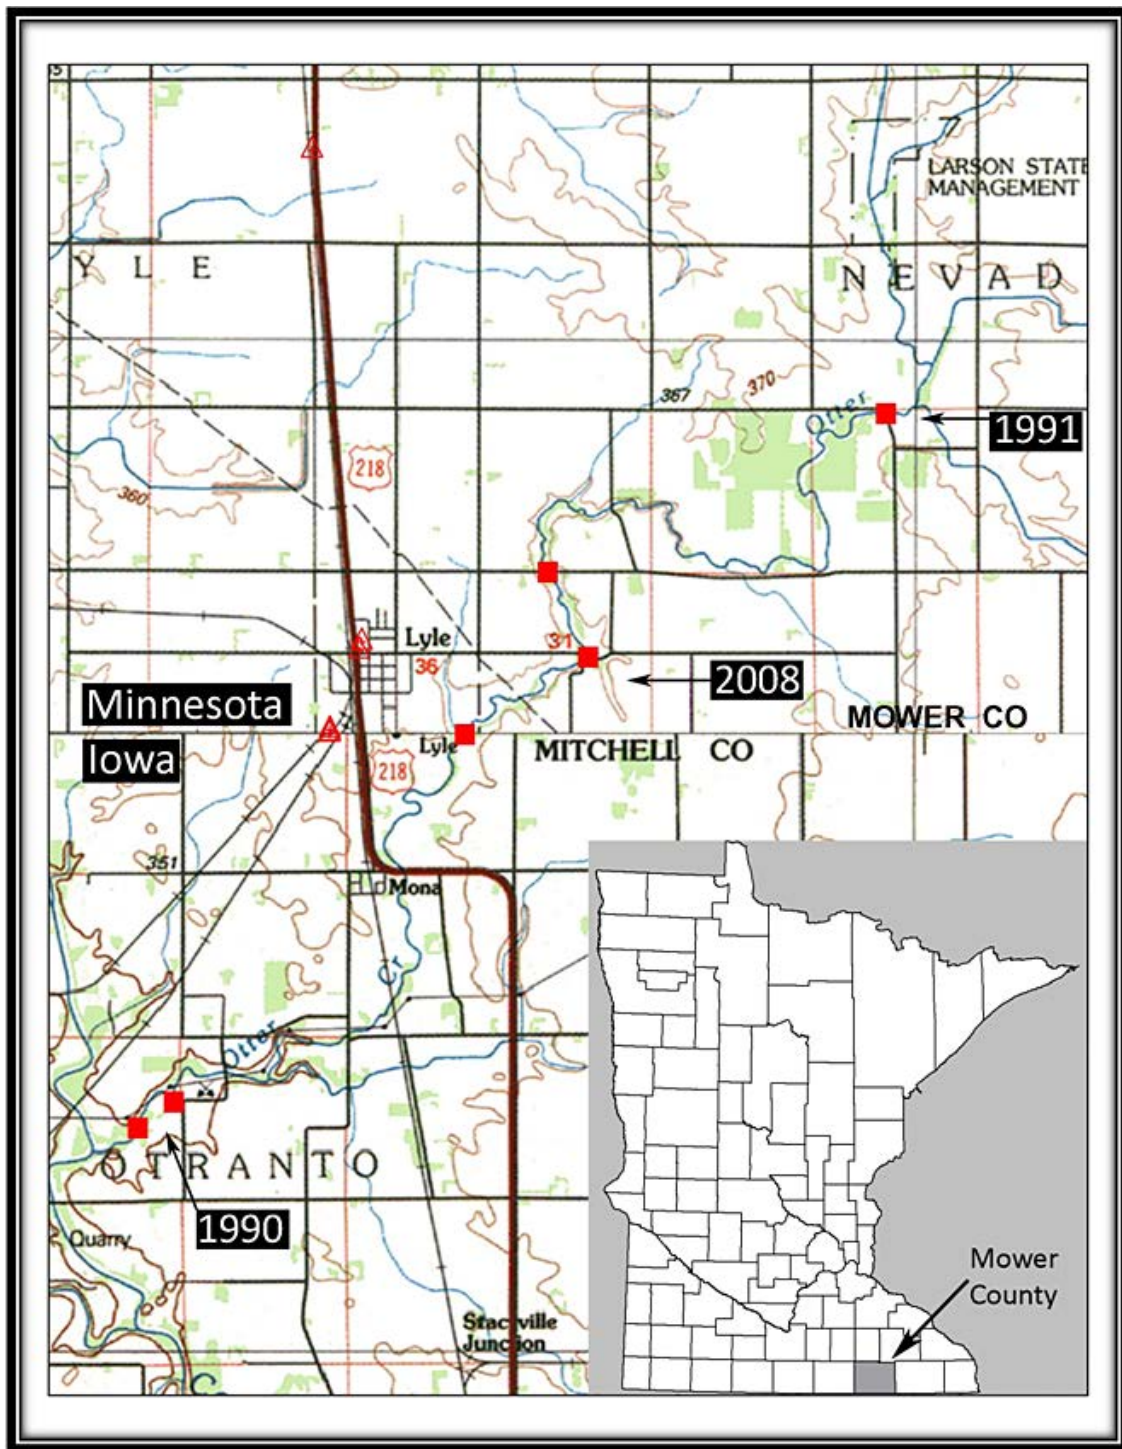 LARSON STATE
MANAGEMENT
Y L E
N E V A D
367
370
Otter
1991
218
360
Lyle
36
31
2008
Minnesota
Iowa
MOWER CO
Lyle
MITCHELL CO
218
351
Mona
Cr
Otter
OTRANTO
1990
Quarry
Mower
County
Stacyville
Junction